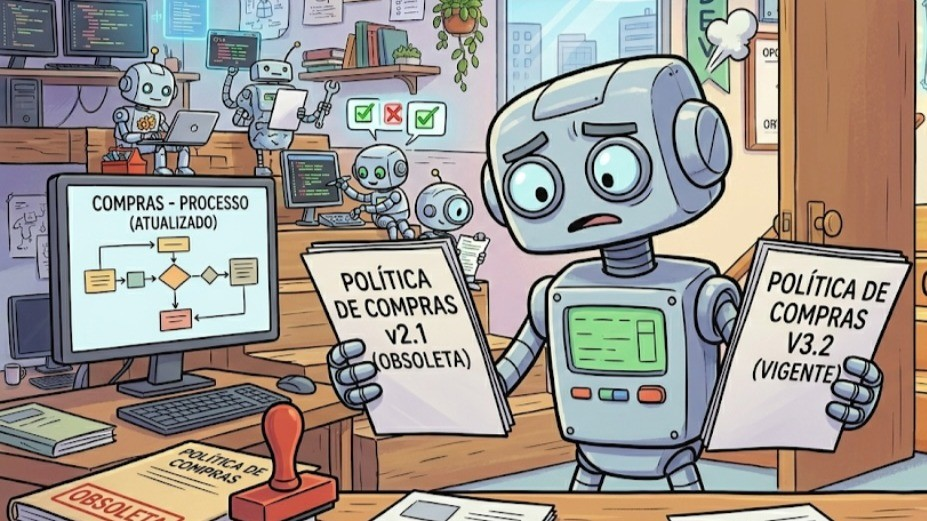 COMPRAS - PROCESSO
(ATUALIZADO)
POLÍTICA
DE COMPRAS
v2.1
(OBSOLETA)
POLÍTICA DE
COMPRAS
V3.2
(VIGENTE)
POLÍTICA DE
COMPRAS
OBSOLETA
DEV